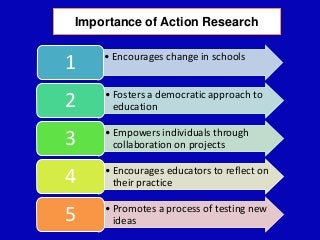 Importance of Action Research
1
• Encourages change in schools
2
• Fosters a democratic approach to
education
3
• Empowers individuals through
collaboration on projects
4
• Encourages educators to reflect on
their practice
5
• Promotes a process of testing new
ideas